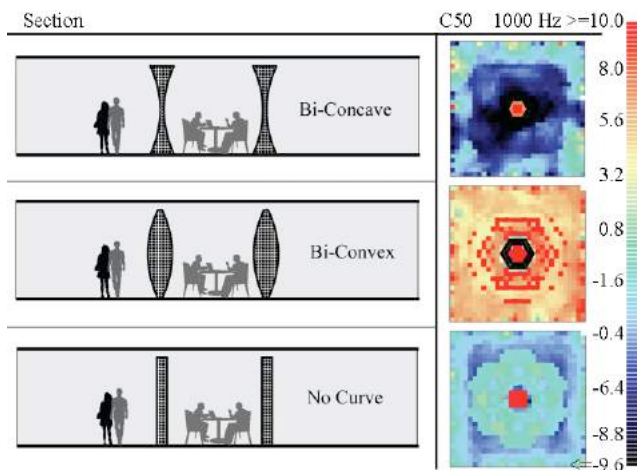 Section
C50 1000 Hz >=10.0
8.0
Bi-Concave
5.6
3.2
Bi-Convex
0.8
-1.6
-0.4
No Curve
-6.4
-8.8
<=-9.6